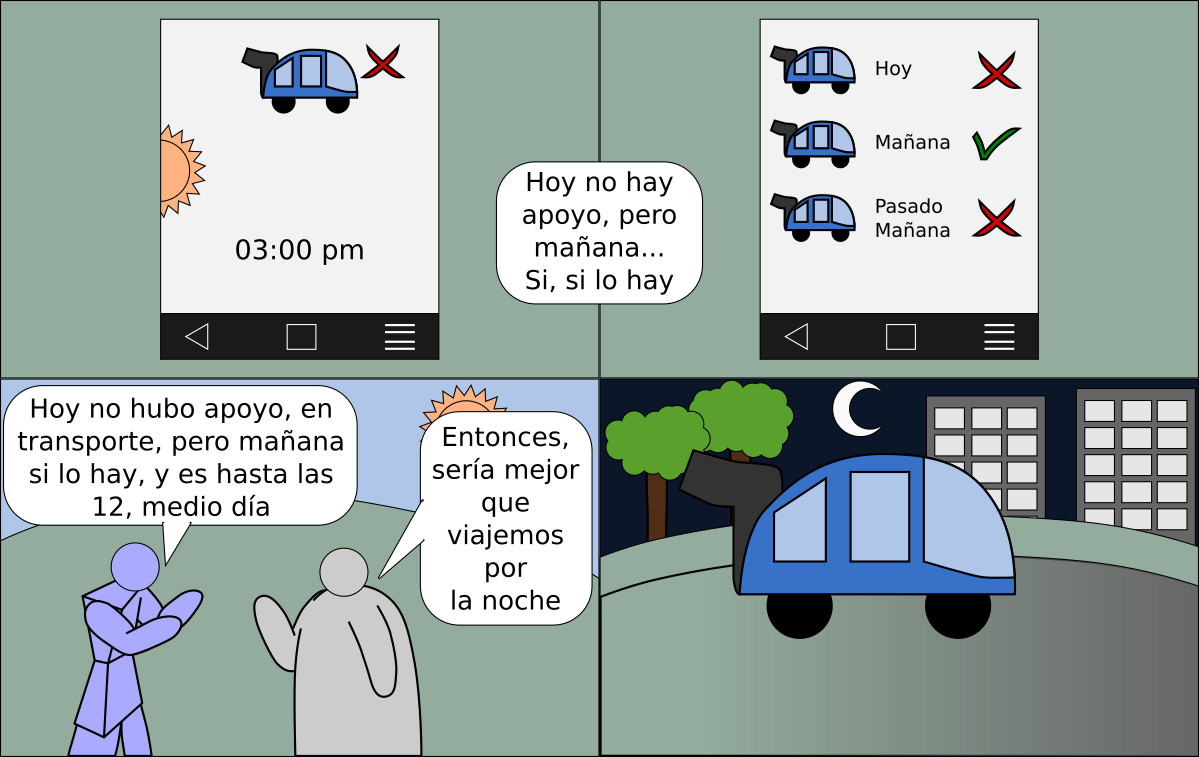 03:00 pm
Hoy no hay
apoyo, pero
mañana...
Si, si lo hay
Hoy
Mañana
Pasado
Mañana
Hoy no hubo apoyo, en
transporte, pero mañana
si lo hay, y es hasta las
12, medio día
Entonces,
sería mejor
que
viajemos
por
la noche